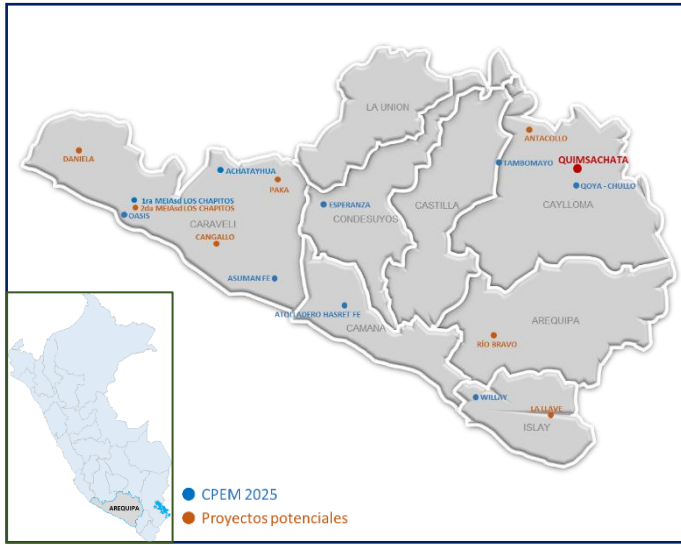 LA UNION
ANTACOLLO
DANIELA
QUIMSACHATA
TAMBOMAYO
ACHATAYHUA
PAKA
QOYA - CHULLO
1ra MEIAsd LOS CHAPITOS
2da MEIAsd LOS CHAPITOS
ESPERANZA
CASTILLA
CAYLLOMA
OASIS
CARAVELI
CONDESUYOS
CANGALLO
ASUMAN FE
ATOLLADERO HASRET FE
AREQUIPA
CAMANA
RÍO BRAVO
WILLAY
LA LLAVE
ISLAY
AREQUIPA
CPEM 2025
Proyectos potenciales